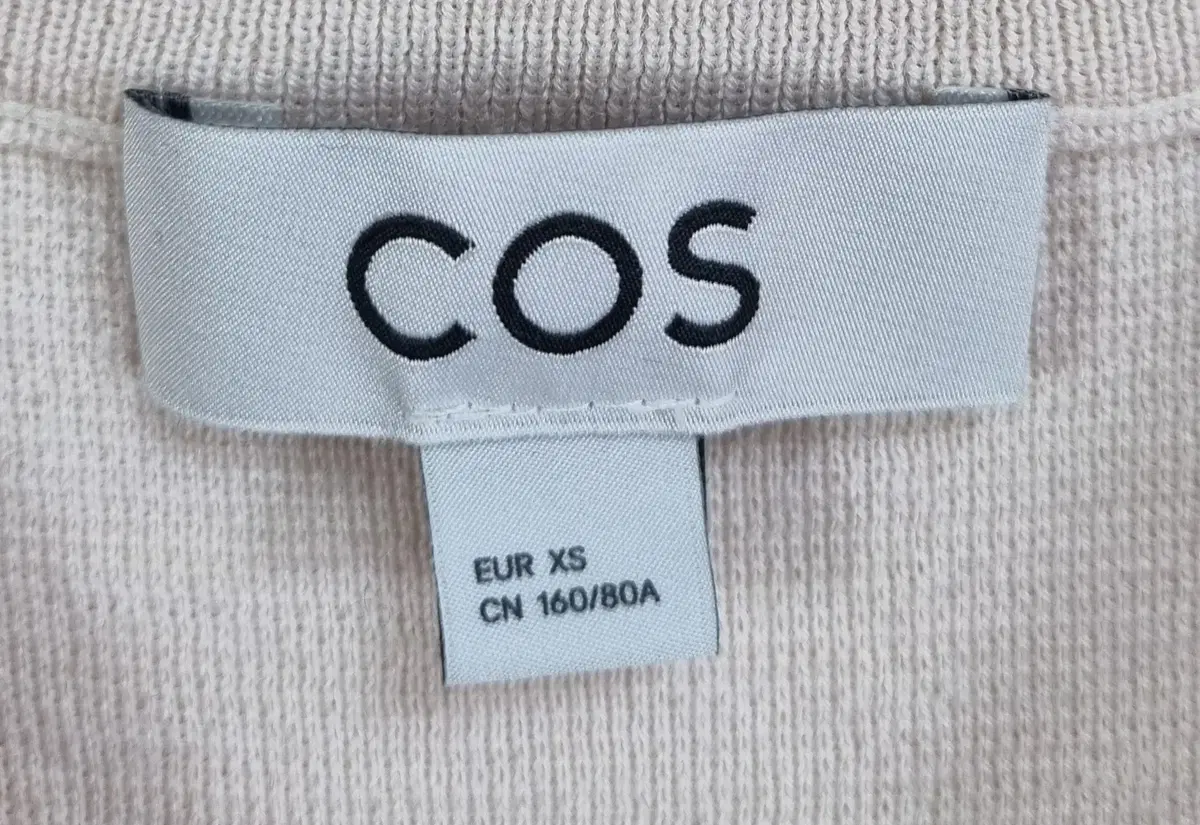 COS
EUR XS
CN 160/80A